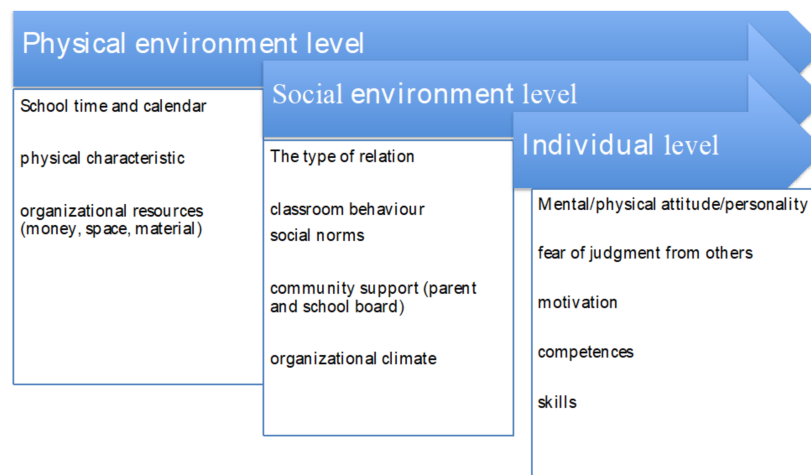 Physical environment level
School time and calendar
physical characteristic
organizational resources
(money, space, material)
Social environment level
The type of relation
classroom behaviour
social norms
community support (parent
and school board)
organizational climate
Individual level
Mental/physical attitude/personality
fear of judgment from others
motivation
competences
skills